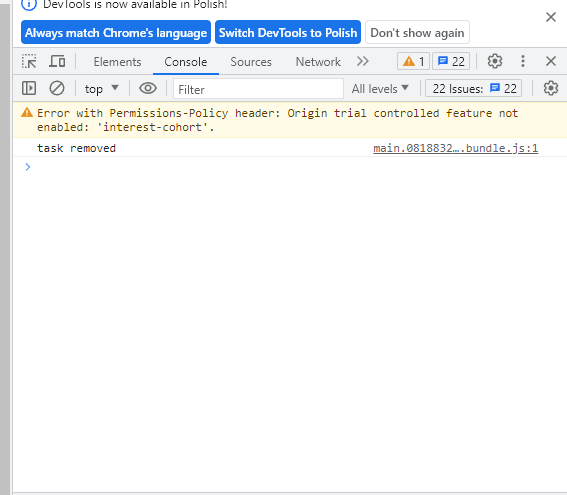 DevTools is now available in Polish!
Always match Chrome's language Switch DevTools to Polish Don't show again
Elements Console Sources Network 1 22
top Filter All levels 22 Issues: 22
Error with Permissions-Policy header: Origin trial controlled feature not
enabled: 'interest-cohort'.
task removed main.0818832….bundle.js:1